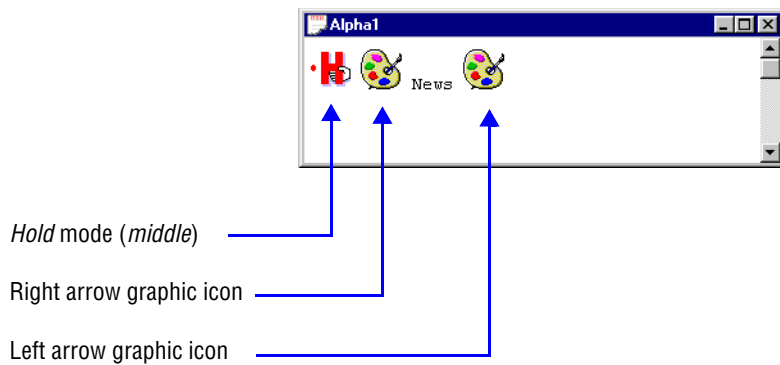 Alpha1
H News
Hold mode (middle)
Right arrow graphic icon
Left arrow graphic icon